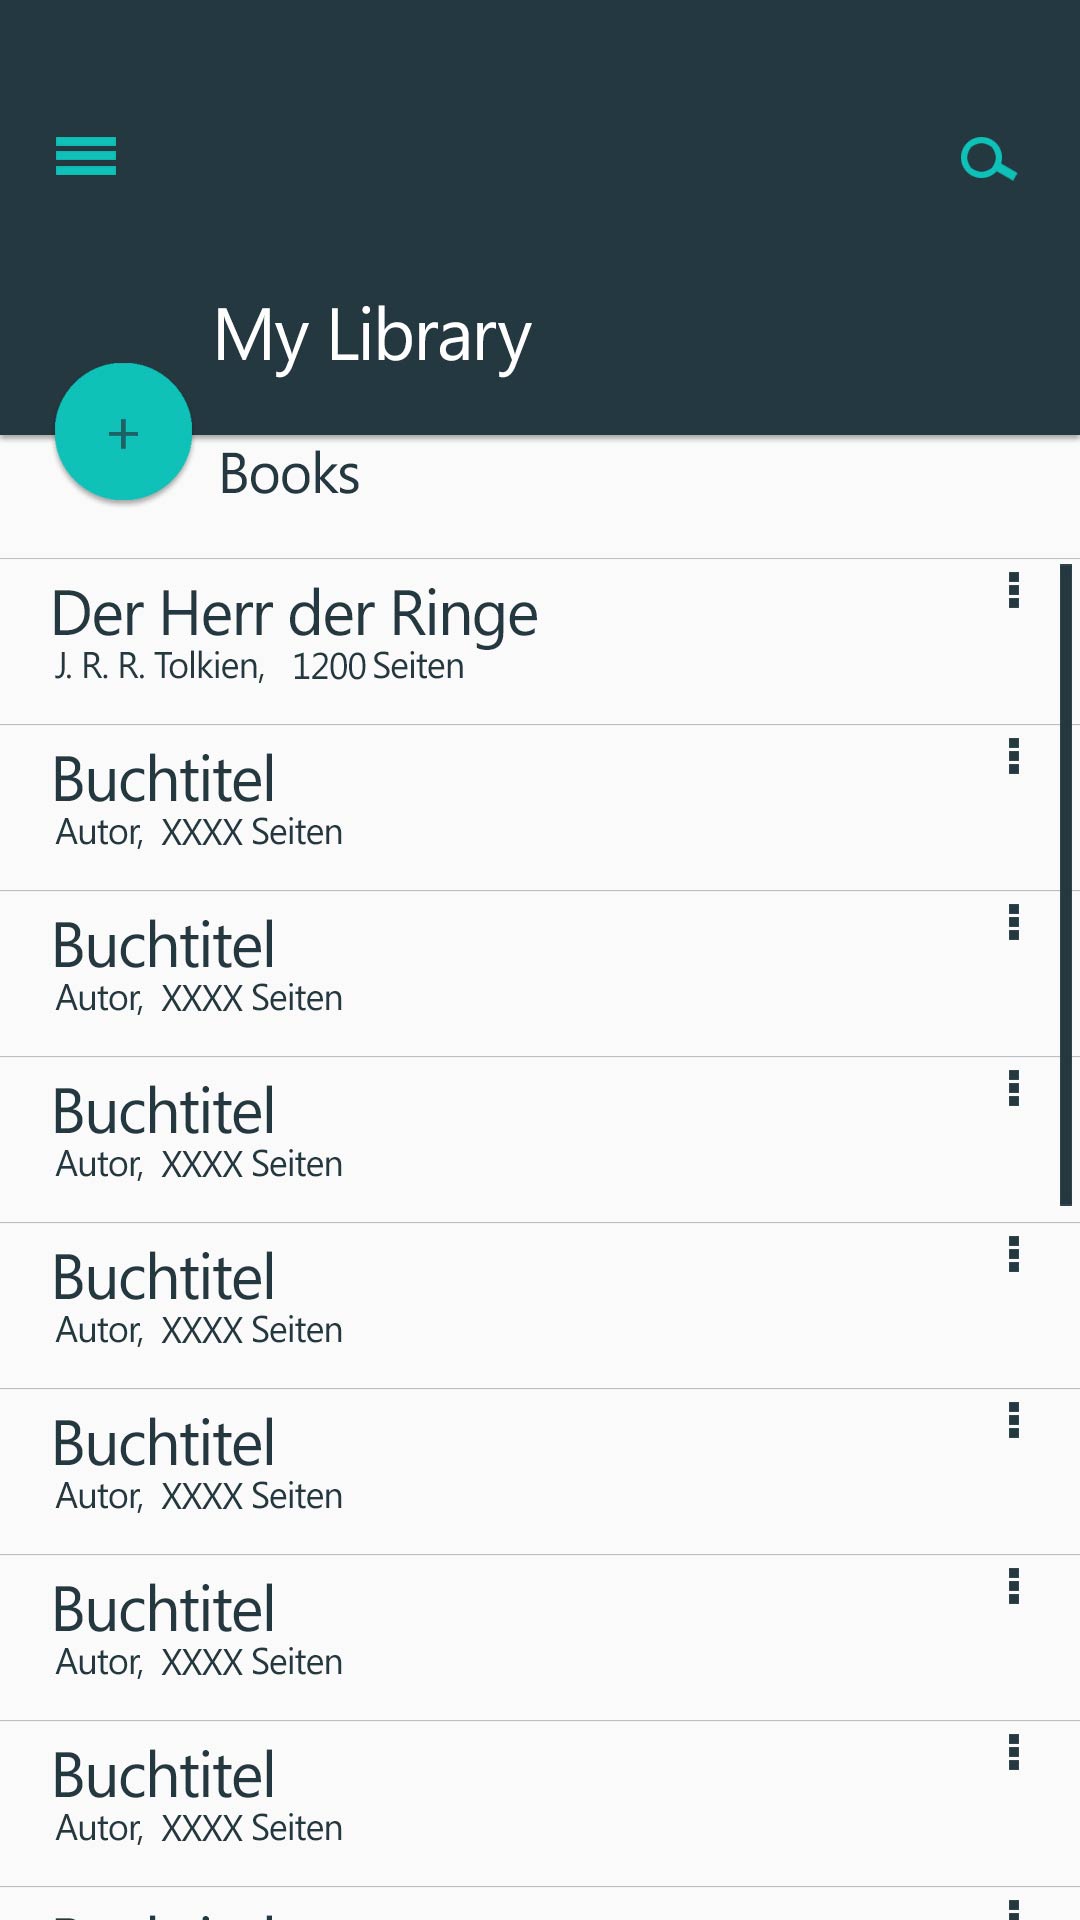 My Library
+
Books
Der Herr der Ringe
J. R. R. Tolkien, 1200 Seiten
Buchtitel
Autor, XXXX Seiten
Buchtitel
Autor, XXXX Seiten
Buchtitel
Autor, XXXX Seiten
Buchtitel
Autor, XXXX Seiten
Buchtitel
Autor, XXXX Seiten
Buchtitel
Autor, XXXX Seiten
Buchtitel
Autor, XXXX Seiten